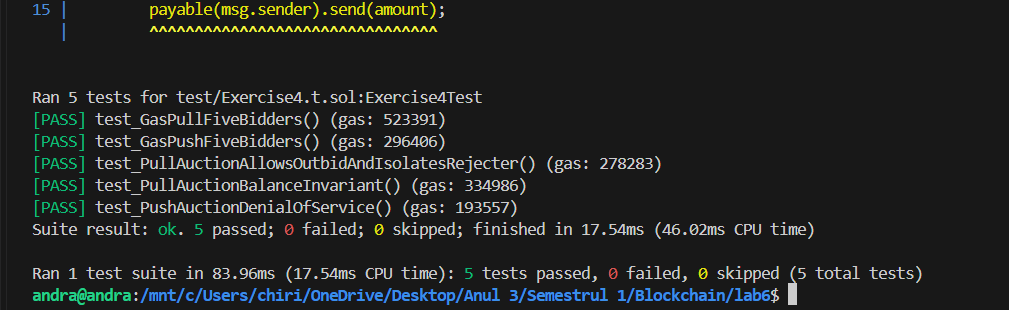 15 |         payable(msg.sender).send(amount);
   |         ^^^^^^^^^^^^^^^^^^^^^^^^^^^^^^^^
Ran 5 tests for test/Exercise4.t.sol:Exercise4Test
[PASS] test_GasPullFiveBidders() (gas: 523391)
[PASS] test_GasPushFiveBidders() (gas: 296406)
[PASS] test_PullAuctionAllowsOutbidAndIsolatesRejecter() (gas: 278283)
[PASS] test_PullAuctionBalanceInvariant() (gas: 334986)
[PASS] test_PushAuctionDenialOfService() (gas: 193557)
Suite result: ok. 5 passed; 0 failed; 0 skipped; finished in 17.54ms (46.02ms CPU time)
Ran 1 test suite in 83.96ms (17.54ms CPU time): 5 tests passed, 0 failed, 0 skipped (5 total tests)
andra@andra:/mnt/c/Users/chiri/OneDrive/Desktop/Anul 3/Semestrul 1/Blockchain/lab6$